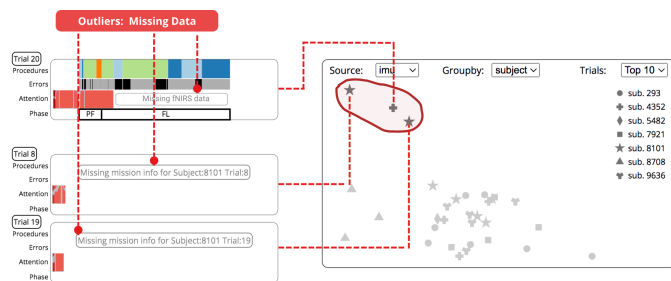 Outliers: Missing Data
Trial 20
Procedures
Errors
Attention
Missing fNIRS data
Phase
PF
FL
Trial 8
Procedures
Missing mission info for Subject:8101 Trial:8
Errors
Attention
Phase
Trial 19
Procedures
Missing mission info for Subject:8101 Trial:19
Errors
Attention
Phase
Source: imu Groupby: subject Trials: Top 10
sub. 293
sub. 4352
sub. 5482
sub. 7921
sub. 8101
sub. 8708
sub. 9636